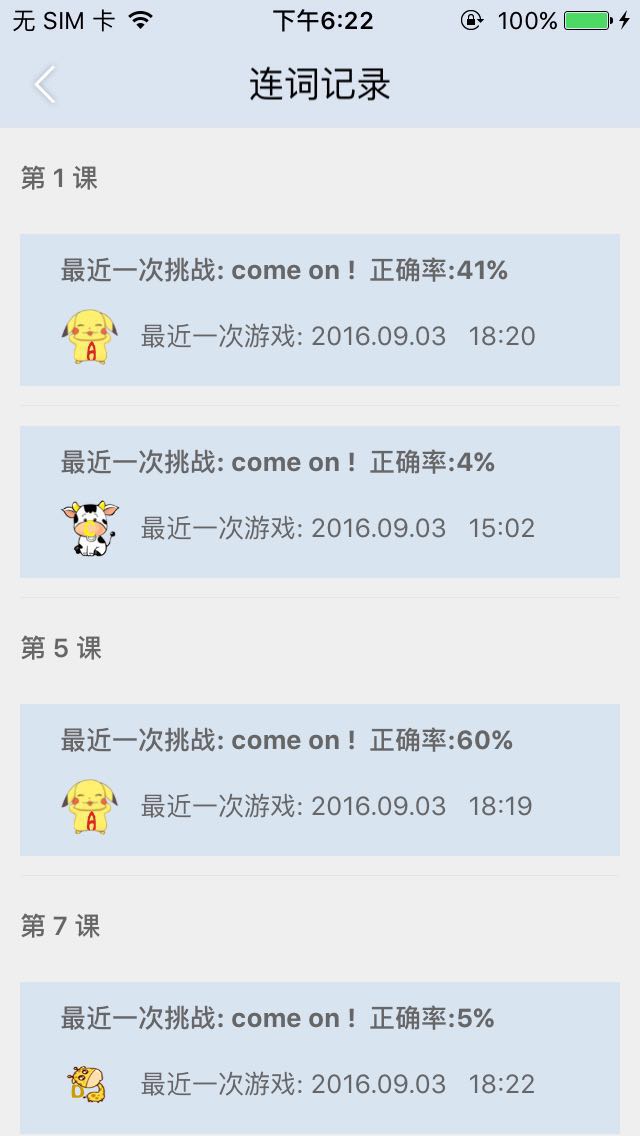 无 SIM 卡 下午6:22 100%
连词记录
第 1 课
最近一次挑战: come on！ 正确率:41%
最近一次游戏: 2016.09.03 18:20
最近一次挑战: come on！ 正确率:4%
最近一次游戏: 2016.09.03 15:02
第 5 课
最近一次挑战: come on！ 正确率:60%
最近一次游戏: 2016.09.03 18:19
第 7 课
最近一次挑战: come on！ 正确率:5%
D
最近一次游戏: 2016.09.03 18:22